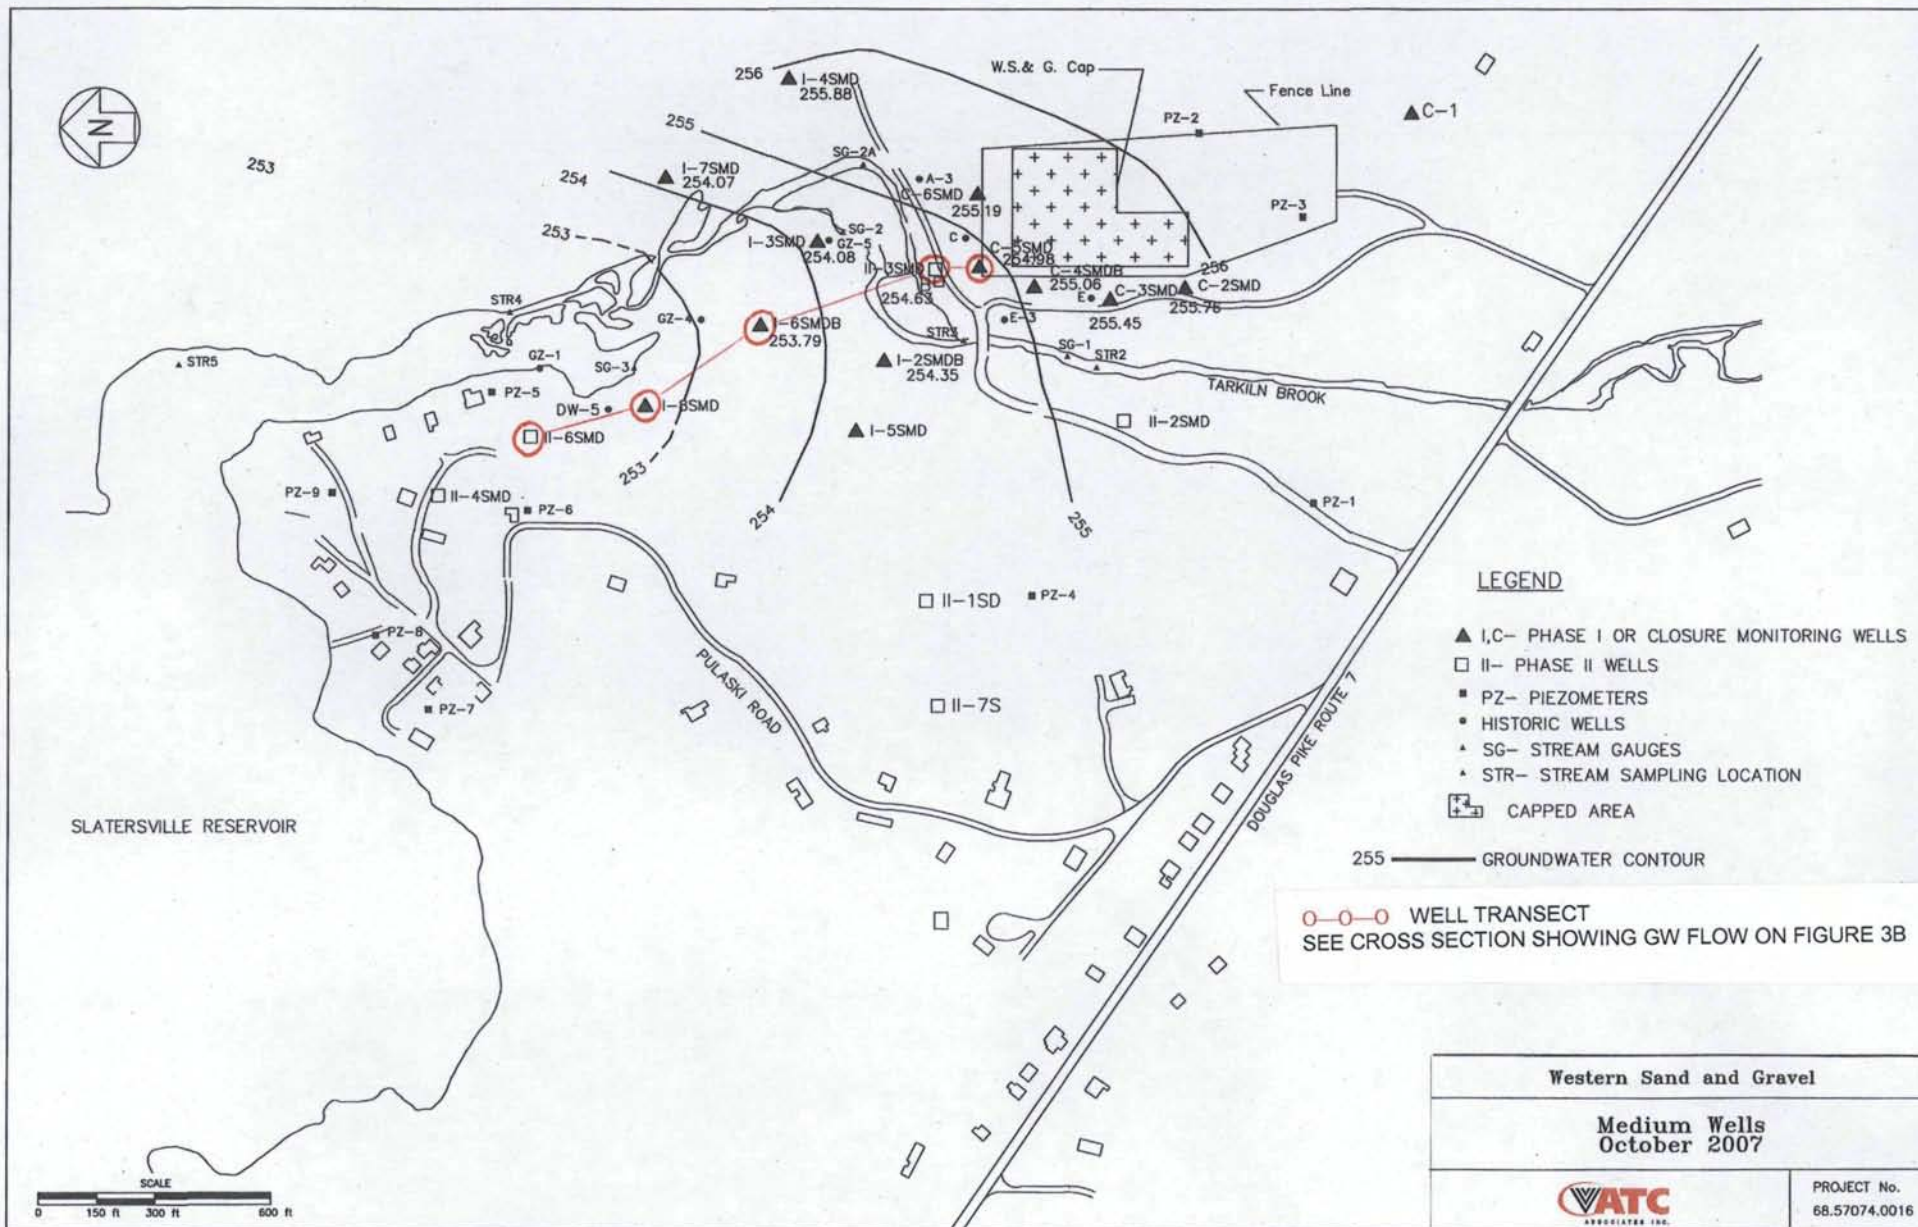 N
256
I-4SMD
255.88
W.S.& G. Cap
Fence Line
C-1
PZ-2
255
253
254
I-7SMD
254.07
SG-2A
A-3
C-6SMD
255.19
PZ-3
253
I-3SMD
254.08
SG-2
GZ-5
C
C-5SMD
254.98
II-3SMD
254.63
C-4SMDB
255.06
256
E
C-3SMD
255.45
C-2SMD
255.76
STR4
GZ-4
I-6SMDB
253.79
STR3
E-3
STR5
GZ-1
SG-3
I-2SMDB
254.35
SG-1
STR2
TARKILN BROOK
PZ-5
DW-5
I-8SMD
II-6SMD
I-5SMD
II-2SMD
253
PZ-9
II-4SMD
PZ-6
254
255
PZ-1
II-1SD
PZ-4
PZ-8
PULASKI ROAD
PZ-7
II-7S
DOUGLAS PIKE ROUTE 7
SLATERSVILLE RESERVOIR
LEGEND
I,C- PHASE I OR CLOSURE MONITORING WELLS
II- PHASE II WELLS
PZ- PIEZOMETERS
HISTORIC WELLS
SG- STREAM GAUGES
STR- STREAM SAMPLING LOCATION
CAPPED AREA
255 GROUNDWATER CONTOUR
O—O—O WELL TRANSECT
SEE CROSS SECTION SHOWING GW FLOW ON FIGURE 3B
Western Sand and Gravel
Medium Wells
October 2007
ATC
ASSOCIATES INC.
PROJECT No.
68.57074.0016
SCALE
0 150 ft 300 ft 600 ft